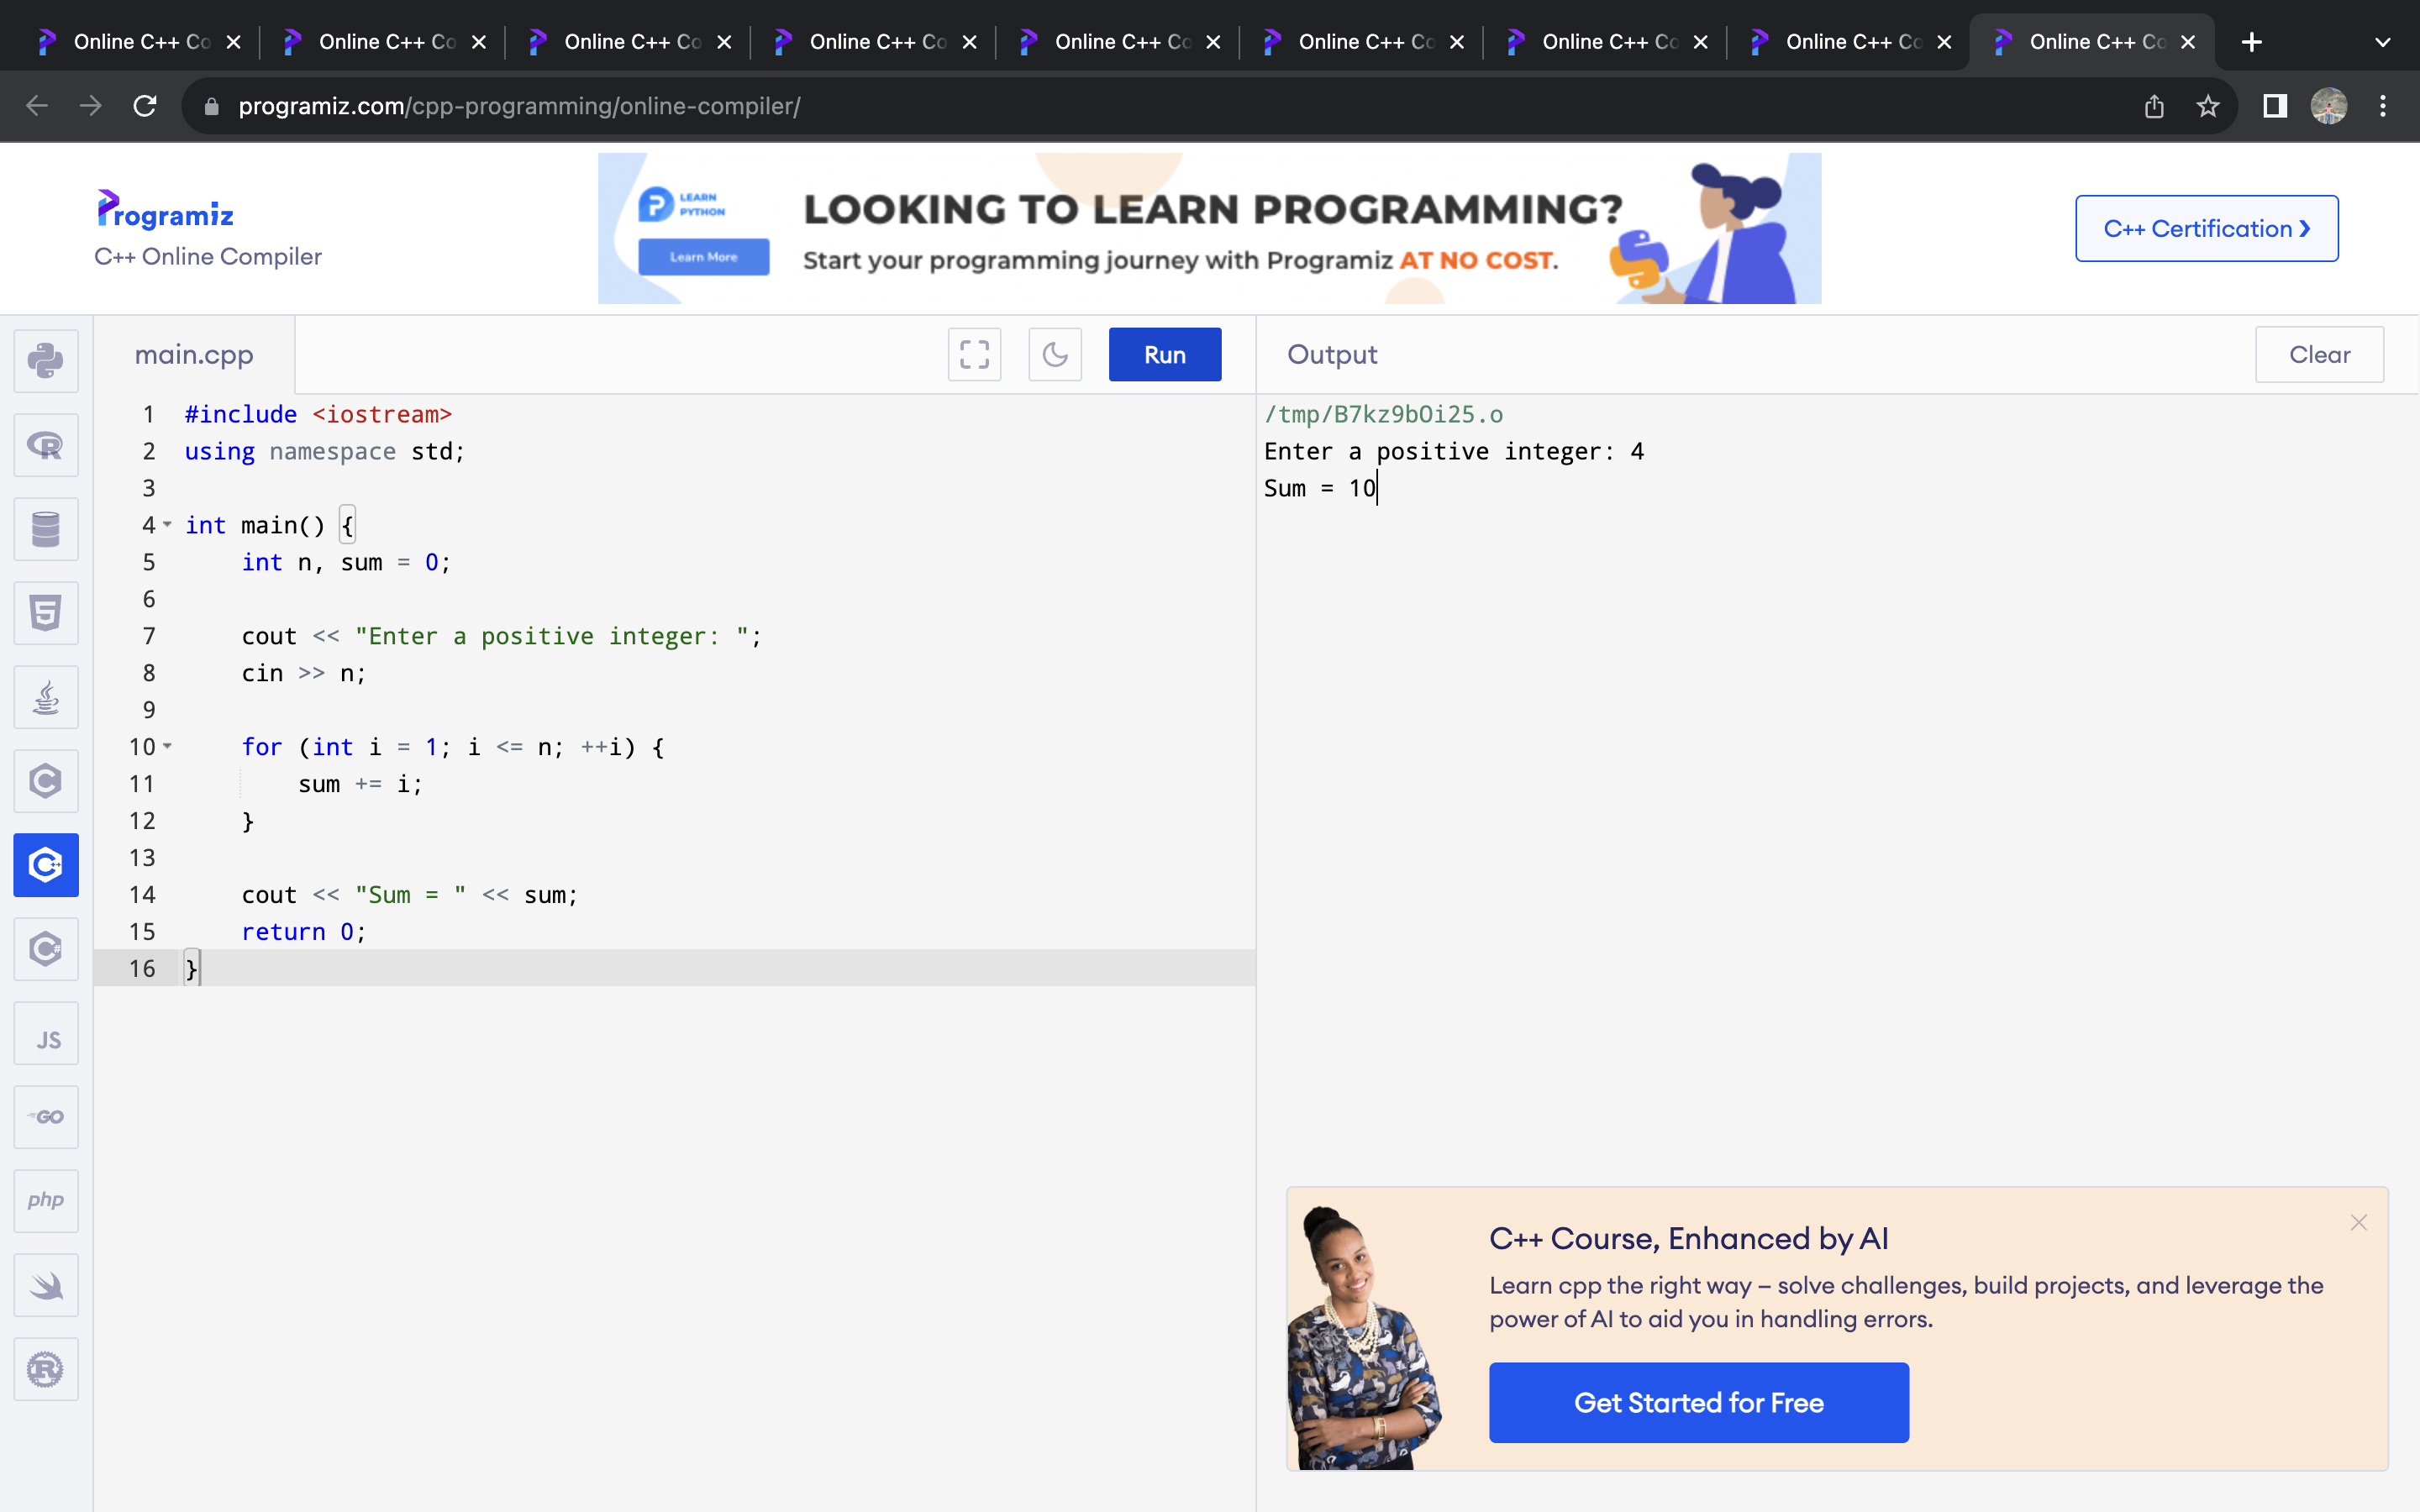 Online C++ Co Online C++ Co Online C++ Co Online C++ Co Online C++ Co Online C++ Co Online C++ Co Online C++ Co Online C++ Co
programiz.com/cpp-programming/online-compiler/
Programiz
C++ Online Compiler
LEARN
PYTHON
Learn More
LOOKING TO LEARN PROGRAMMING?
Start your programming journey with Programiz AT NO COST.
C++ Certification
main.cpp
Run
1 #include <iostream>
2 using namespace std;
3
4 int main() {
5     int n, sum = 0;
6
7     cout << "Enter a positive integer: ";
8     cin >> n;
9
10     for (int i = 1; i <= n; ++i) {
11         sum += i;
12     }
13
14     cout << "Sum = " << sum;
15     return 0;
16 }
Output
Clear
/tmp/B7kz9bOi25.o
Enter a positive integer: 4
Sum = 10
R
5
C
C++
C#
JS
GO
php
R
C++ Course, Enhanced by AI
Learn cpp the right way – solve challenges, build projects, and leverage the
power of AI to aid you in handling errors.
Get Started for Free